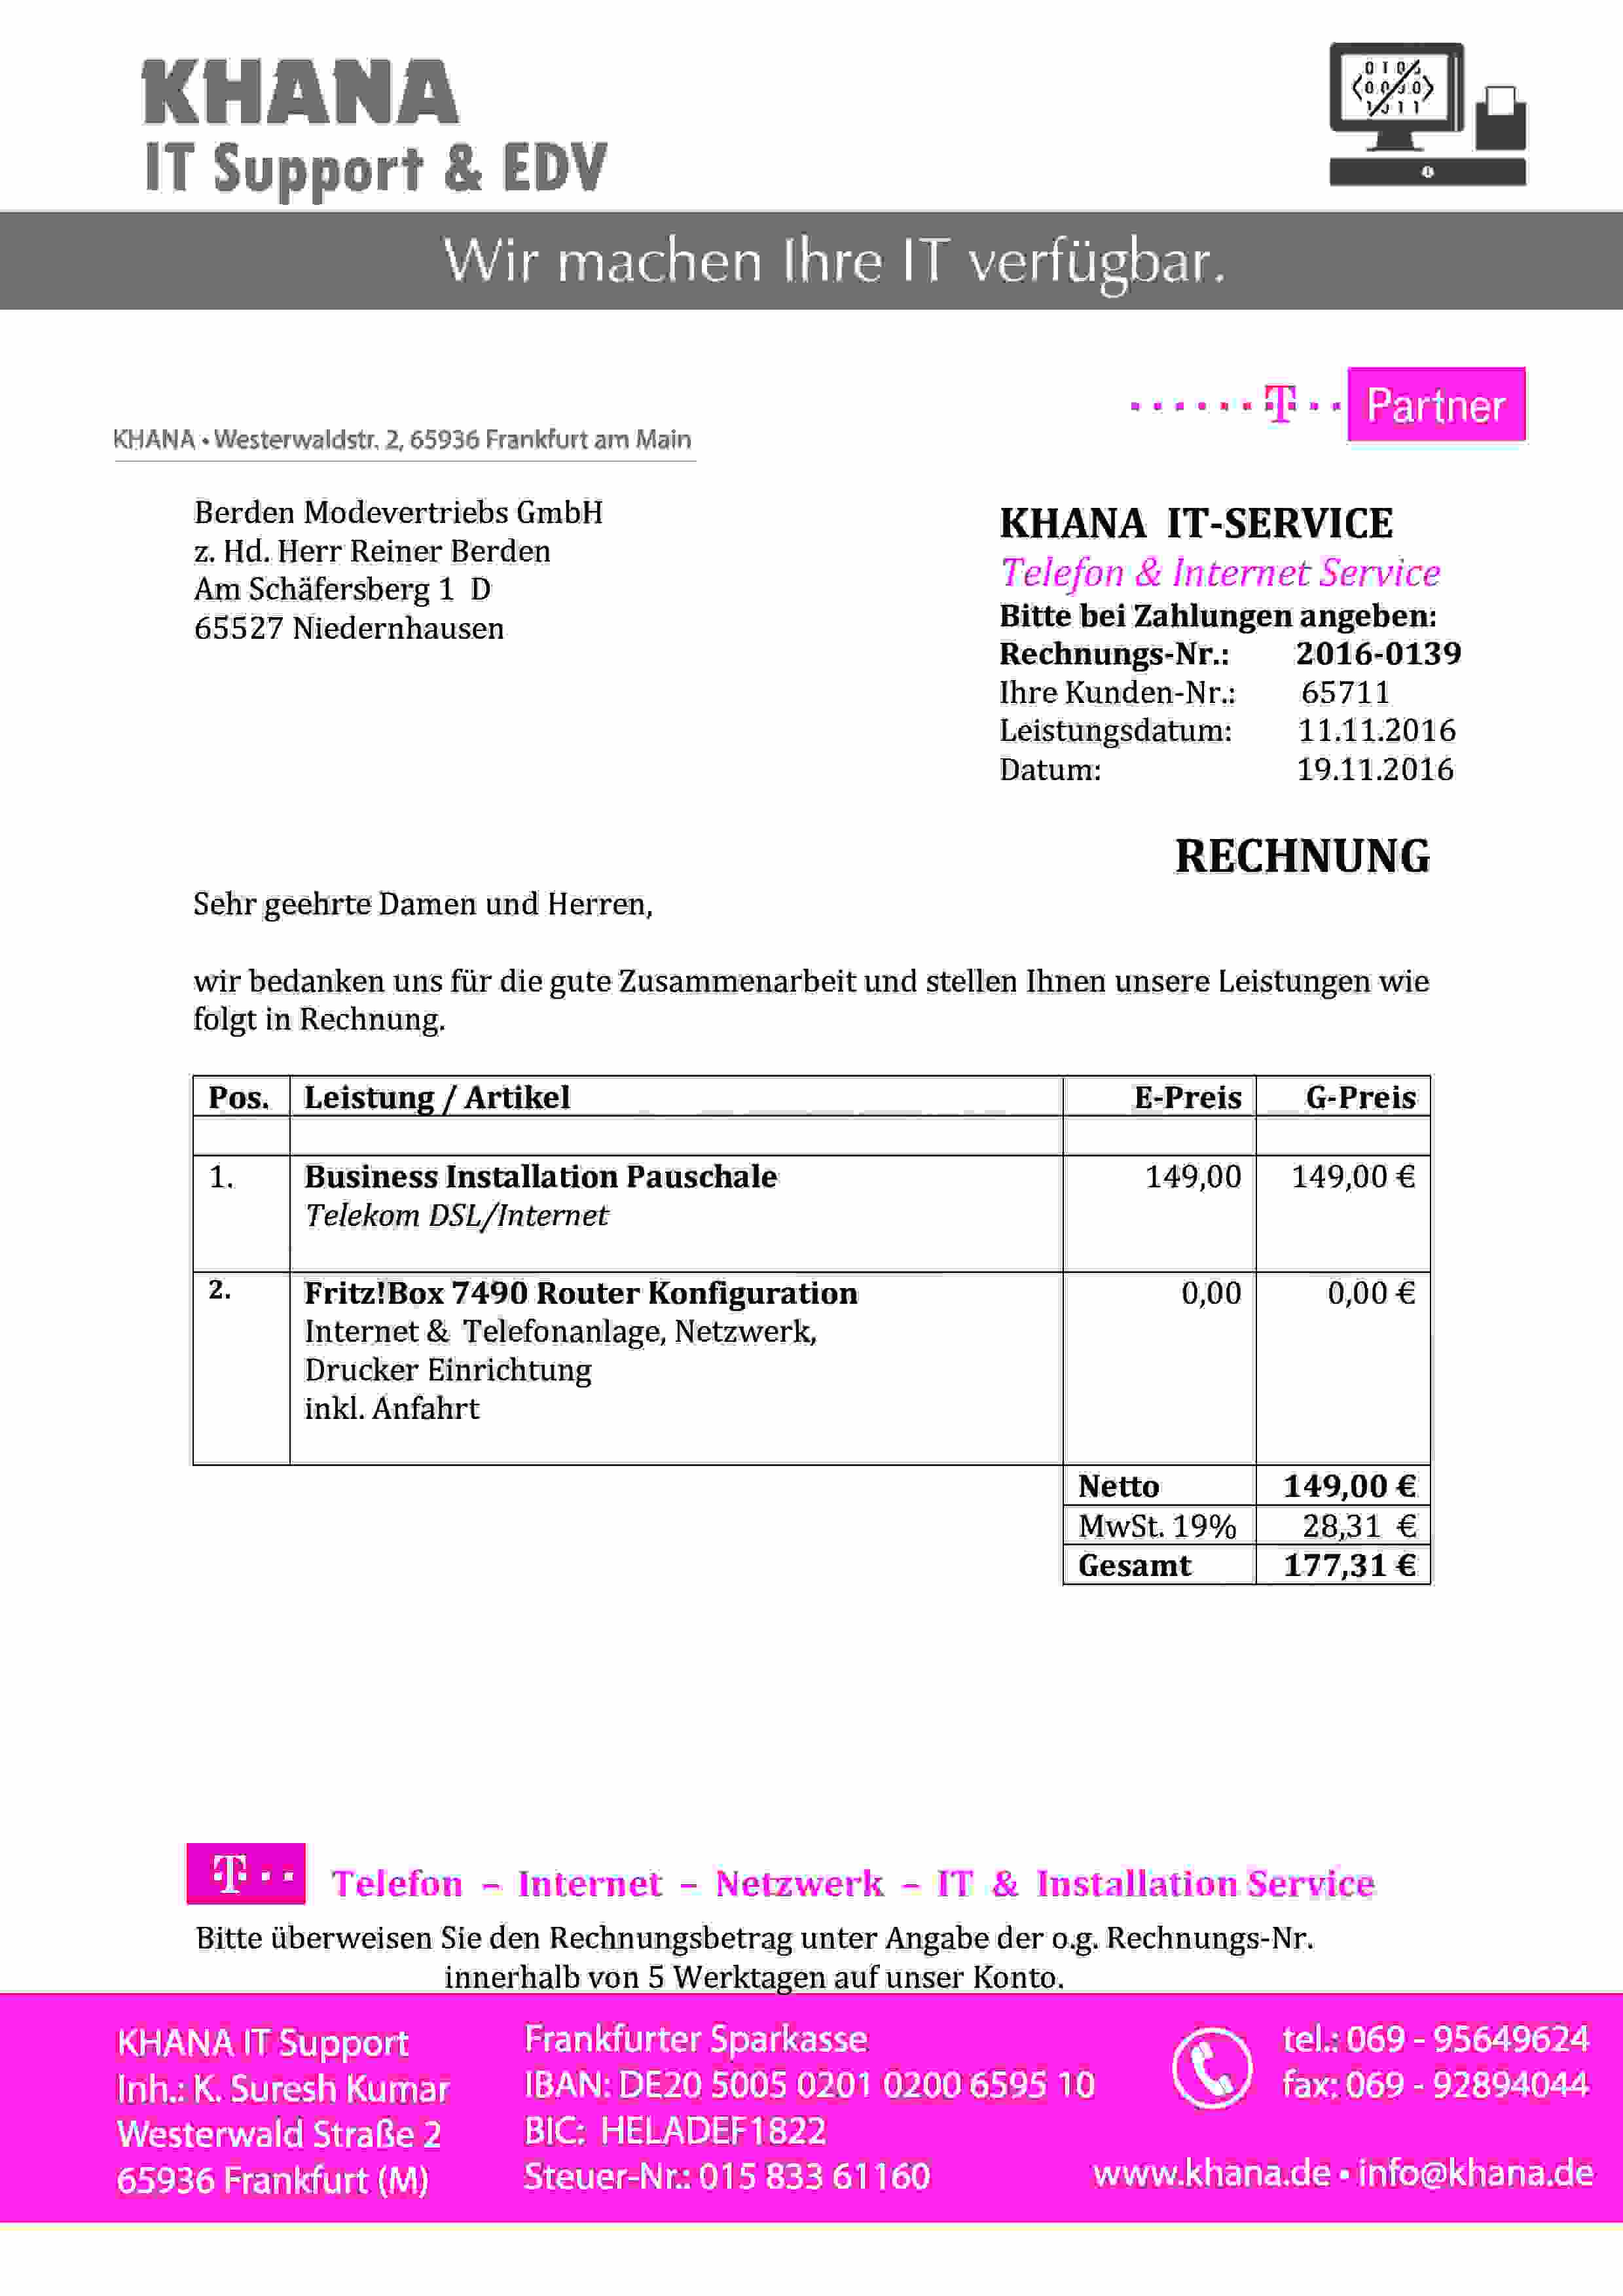 KHANA
IT Support & EDV
Wir machen Ihre IT verfügbar.
T Partner
KHANA • Westerwaldstr. 2, 65936 Frankfurt am Main
Berden Modevertriebs GmbH
z. Hd. Herr Reiner Berden
Am Schäfersberg 1 D
65527 Niedernhausen
KHANA IT-SERVICE
Telefon & Internet Service
Bitte bei Zahlungen angeben:
Rechnungs-Nr.: 2016-0139
Ihre Kunden-Nr.: 65711
Leistungsdatum: 11.11.2016
Datum: 19.11.2016
RECHNUNG
Sehr geehrte Damen und Herren,
wir bedanken uns für die gute Zusammenarbeit und stellen Ihnen unsere Leistungen wie
folgt in Rechnung.
Pos. Leistung / Artikel E-Preis G-Preis
1. Business Installation Pauschale 149,00 149,00 €
Telekom DSL/Internet
2. Fritz!Box 7490 Router Konfiguration 0,00 0,00 €
Internet & Telefonanlage, Netzwerk,
Drucker Einrichtung
inkl. Anfahrt
Netto 149,00 €
MwSt. 19% 28,31 €
Gesamt 177,31 €
T Telefon – Internet – Netzwerk – IT & Installation Service
Bitte überweisen Sie den Rechnungsbetrag unter Angabe der o.g. Rechnungs-Nr.
innerhalb von 5 Werktagen auf unser Konto.
KHANA IT Support
Inh.: K. Suresh Kumar
Westerwald Straße 2
65936 Frankfurt (M)
Frankfurter Sparkasse
IBAN: DE20 5005 0201 0200 6595 10
BIC: HELADEF1822
Steuer-Nr.: 015 833 61160
tel.: 069 - 95649624
fax: 069 - 92894044
www.khana.de • info@khana.de